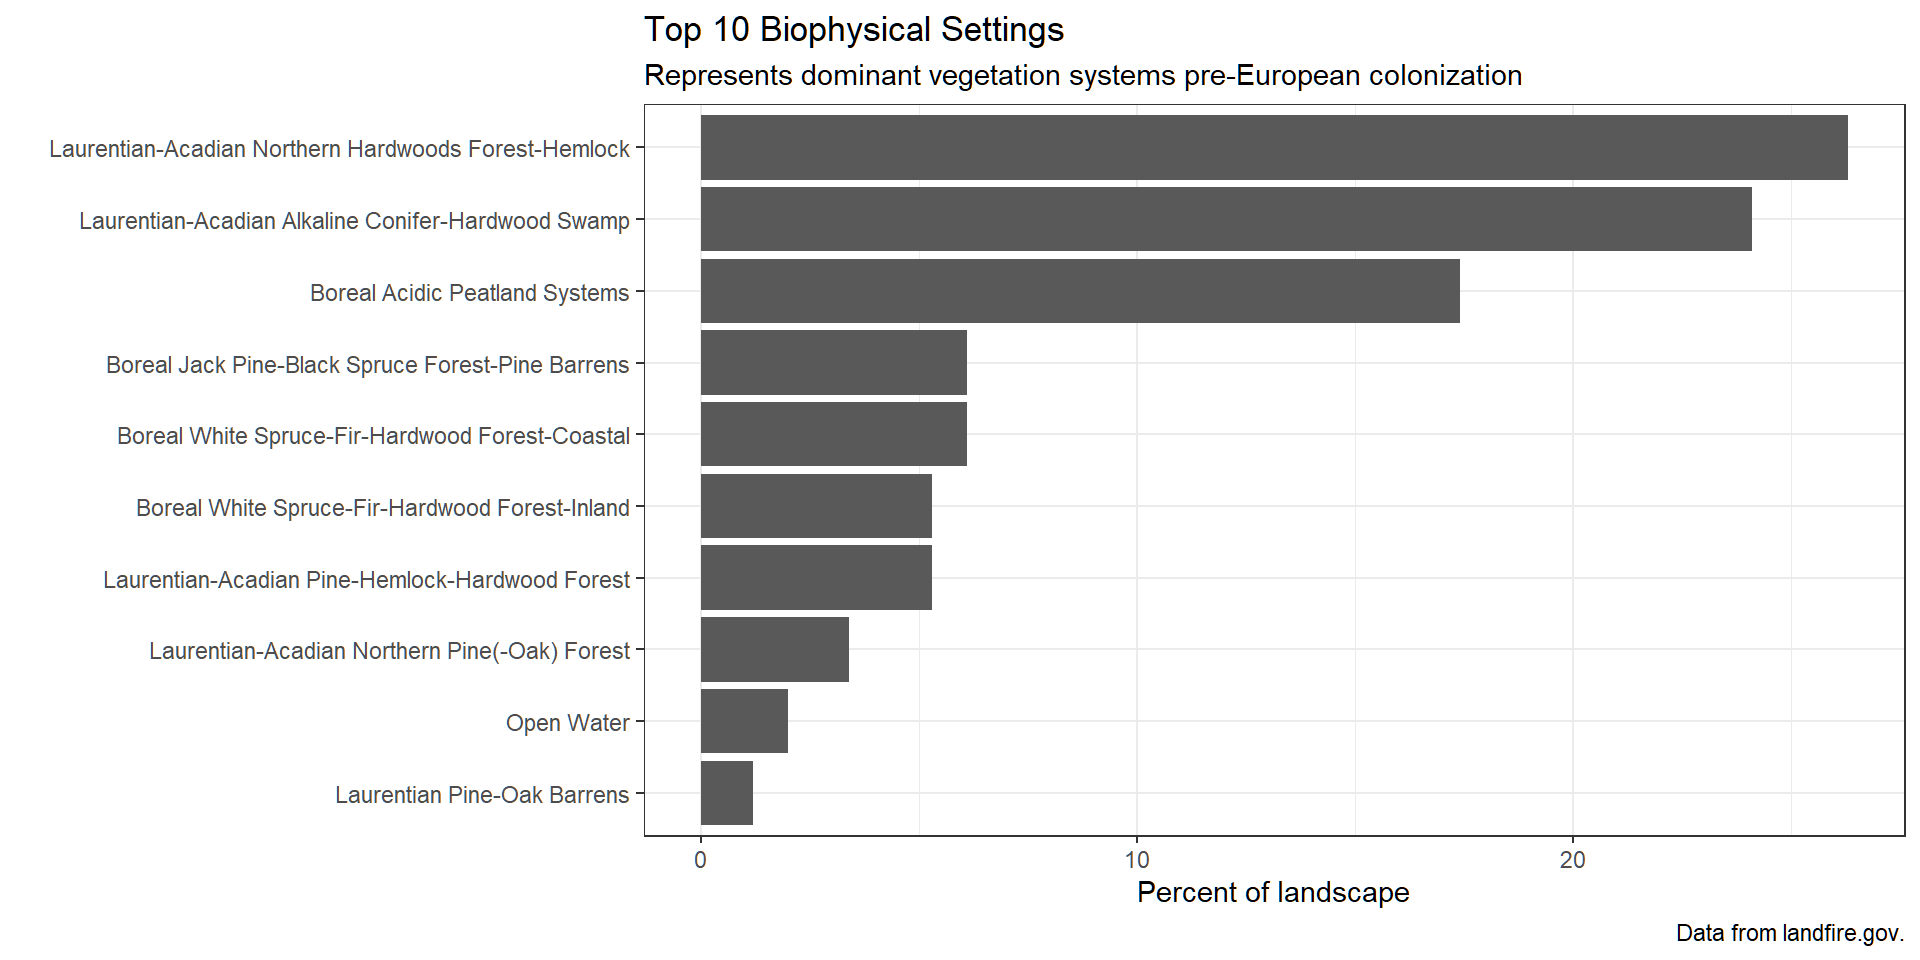 Top 10 Biophysical Settings
Represents dominant vegetation systems pre-European colonization
Laurentian-Acadian Northern Hardwoods Forest-Hemlock
Laurentian-Acadian Alkaline Conifer-Hardwood Swamp
Boreal Acidic Peatland Systems
Boreal Jack Pine-Black Spruce Forest-Pine Barrens
Boreal White Spruce-Fir-Hardwood Forest-Coastal
Boreal White Spruce-Fir-Hardwood Forest-Inland
Laurentian-Acadian Pine-Hemlock-Hardwood Forest
Laurentian-Acadian Northern Pine(-Oak) Forest
Open Water
Laurentian Pine-Oak Barrens
0 10 20
Percent of landscape
Data from landfire.gov.